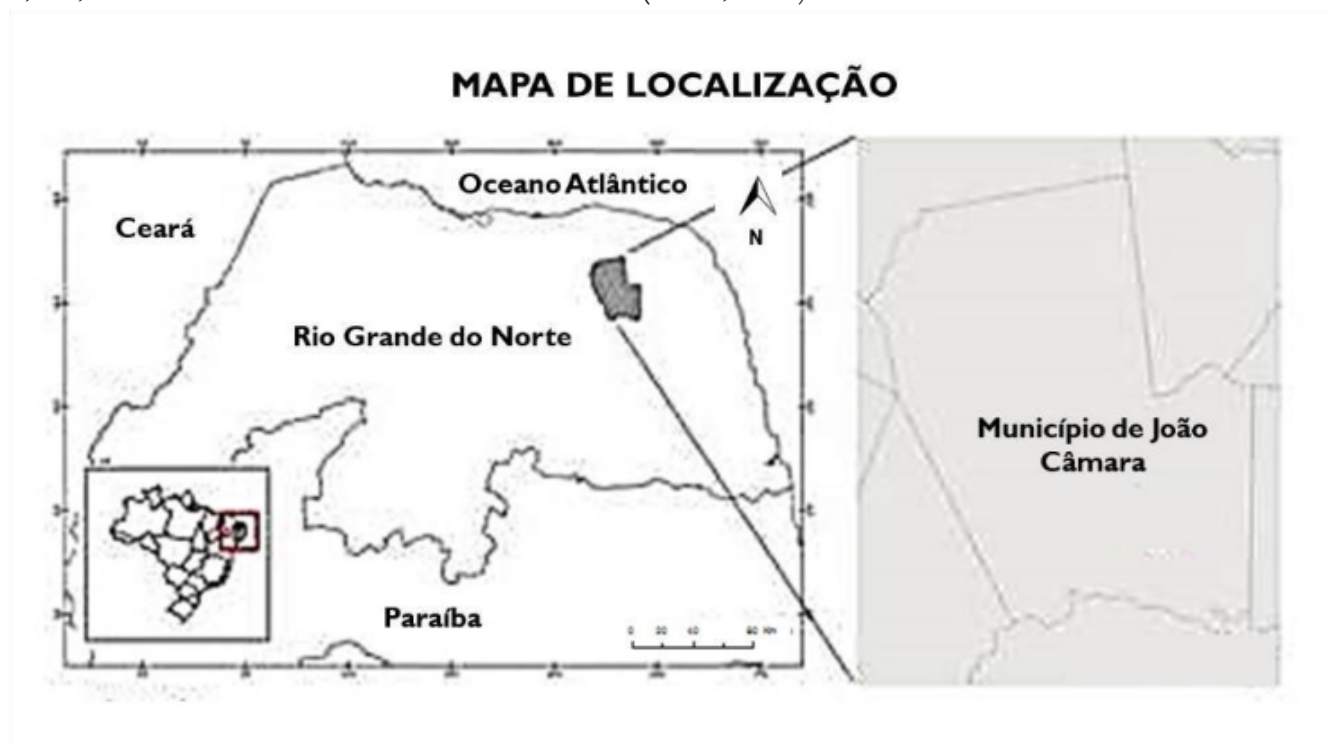 MAPA DE LOCALIZAÇÃO
Oceano Atlântico
Ceará
N
Rio Grande do Norte
Município de João
Câmara
Paraíba
0 20 40 80 Km